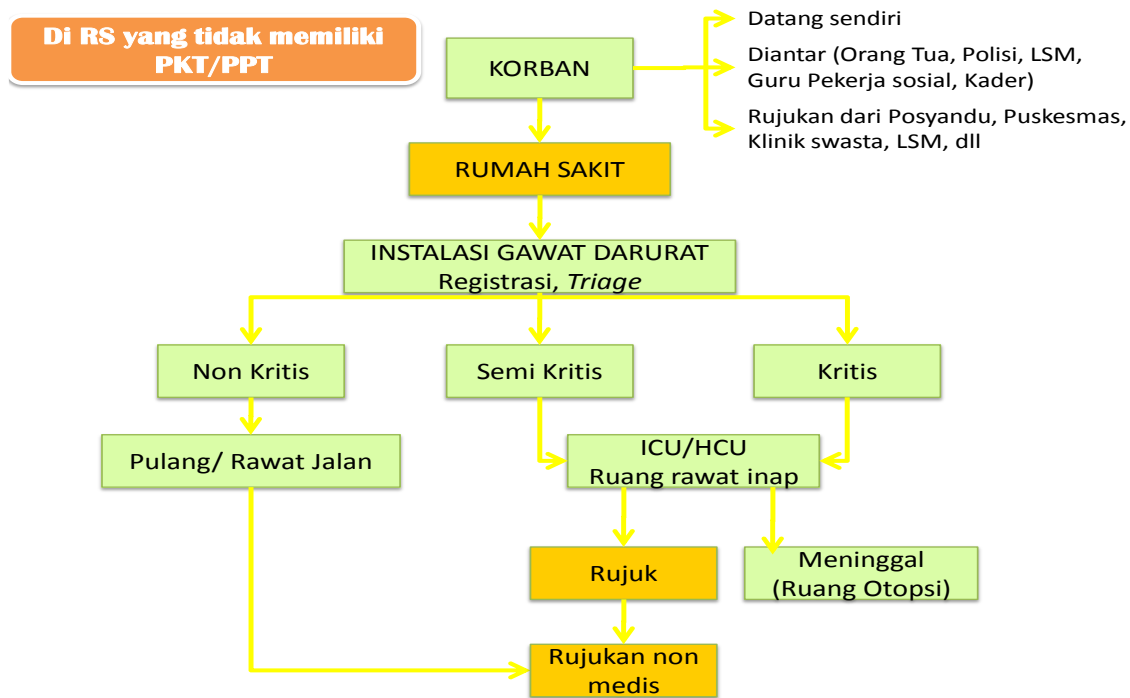 Di RS yang tidak memiliki
PKT/PPT
KORBAN
Datang sendiri
Diantar (Orang Tua, Polisi, LSM,
Guru Pekerja sosial, Kader)
Rujukan dari Posyandu, Puskesmas,
Klinik swasta, LSM, dll
RUMAH SAKIT
INSTALASI GAWAT DARURAT
Registrasi, Triage
Non Kritis
Semi Kritis
Kritis
Pulang/ Rawat Jalan
ICU/HCU
Ruang rawat inap
Rujuk
Meninggal
(Ruang Otopsi)
Rujukan non
medis